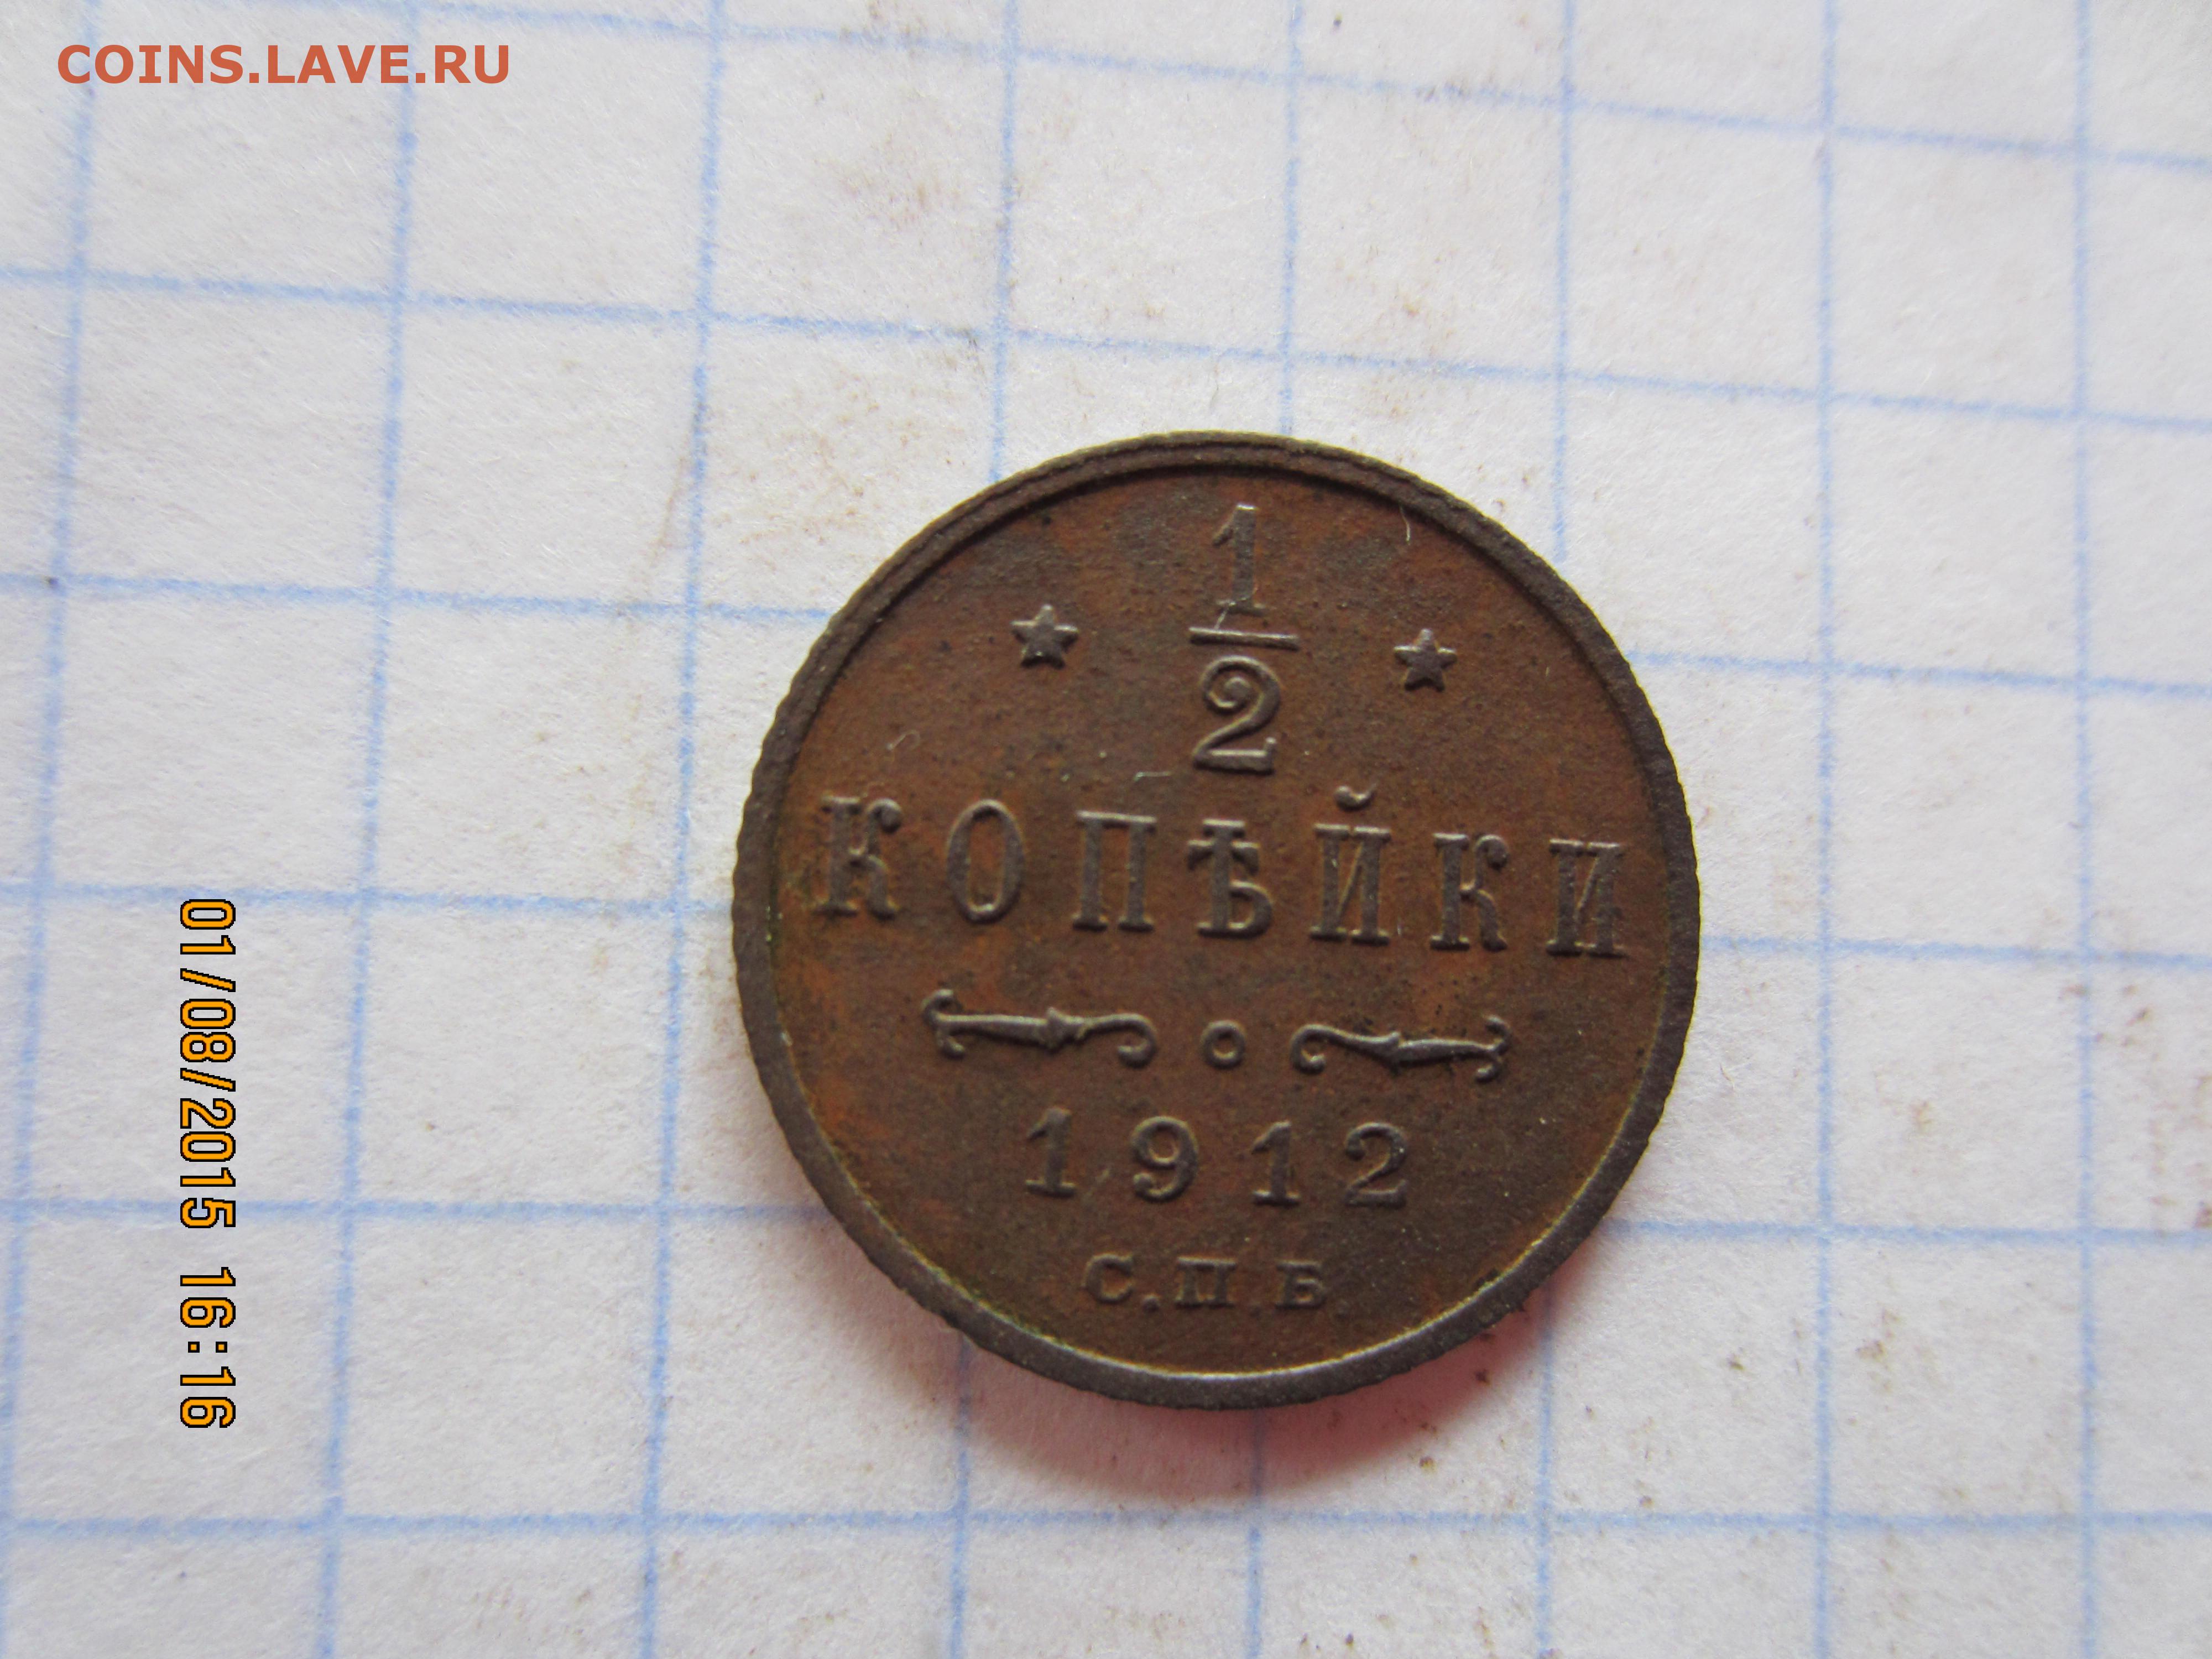 COINS.LAVE.RU
1
2
КОПѢЙКИ
1912
С.П.Б.
01/08/2015 16:16